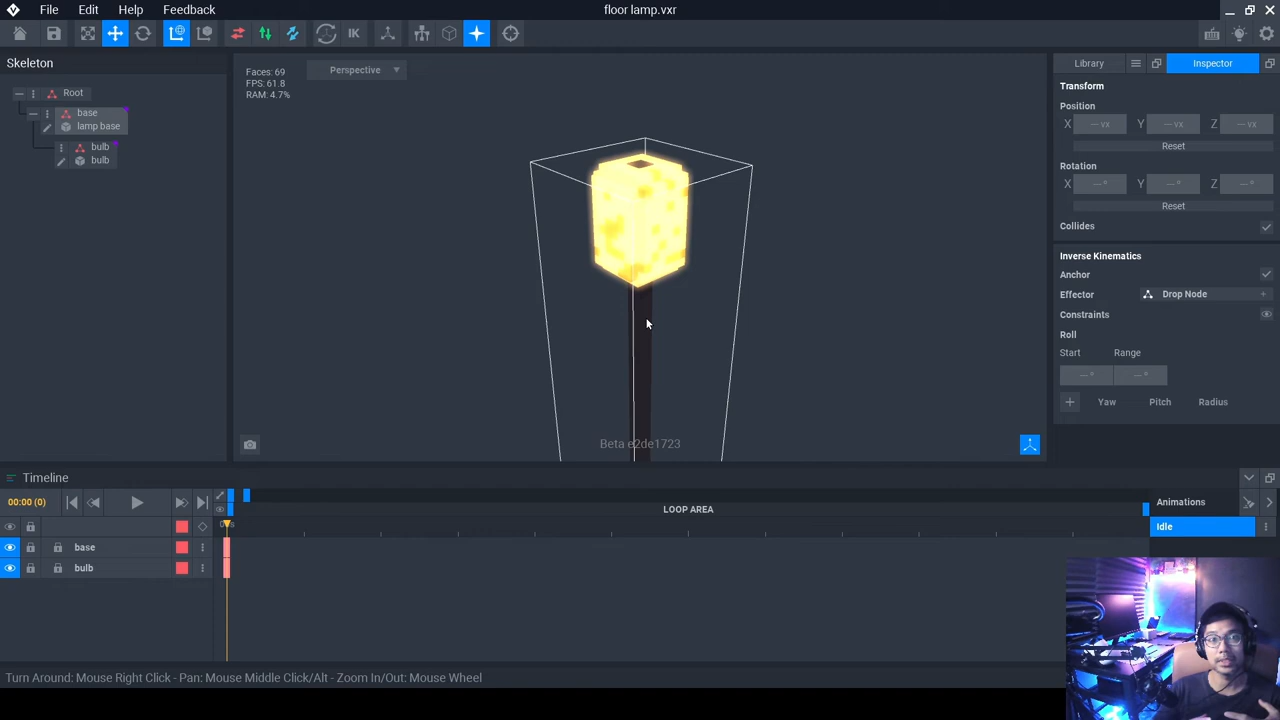 File Edit Help Feedback
floor lamp.vxr
IK
Skeleton
Root
base
lamp base
bulb
bulb
Faces: 69
FPS: 61.8
RAM: 4.7%
Perspective
Beta e2de1723
Library
Inspector
Transform
Position
X — vx Y — vx Z — vx
Reset
Rotation
X — ° Y — ° Z — °
Reset
Collides
Inverse Kinematics
Anchor
Effector Drop Node +
Constraints
Roll
Start Range
— ° — °
+ Yaw Pitch Radius
Timeline
00:00 (0)
LOOP AREA
Animations
Idle
base
bulb
Turn Around: Mouse Right Click - Pan: Mouse Middle Click/Alt - Zoom In/Out: Mouse Wheel